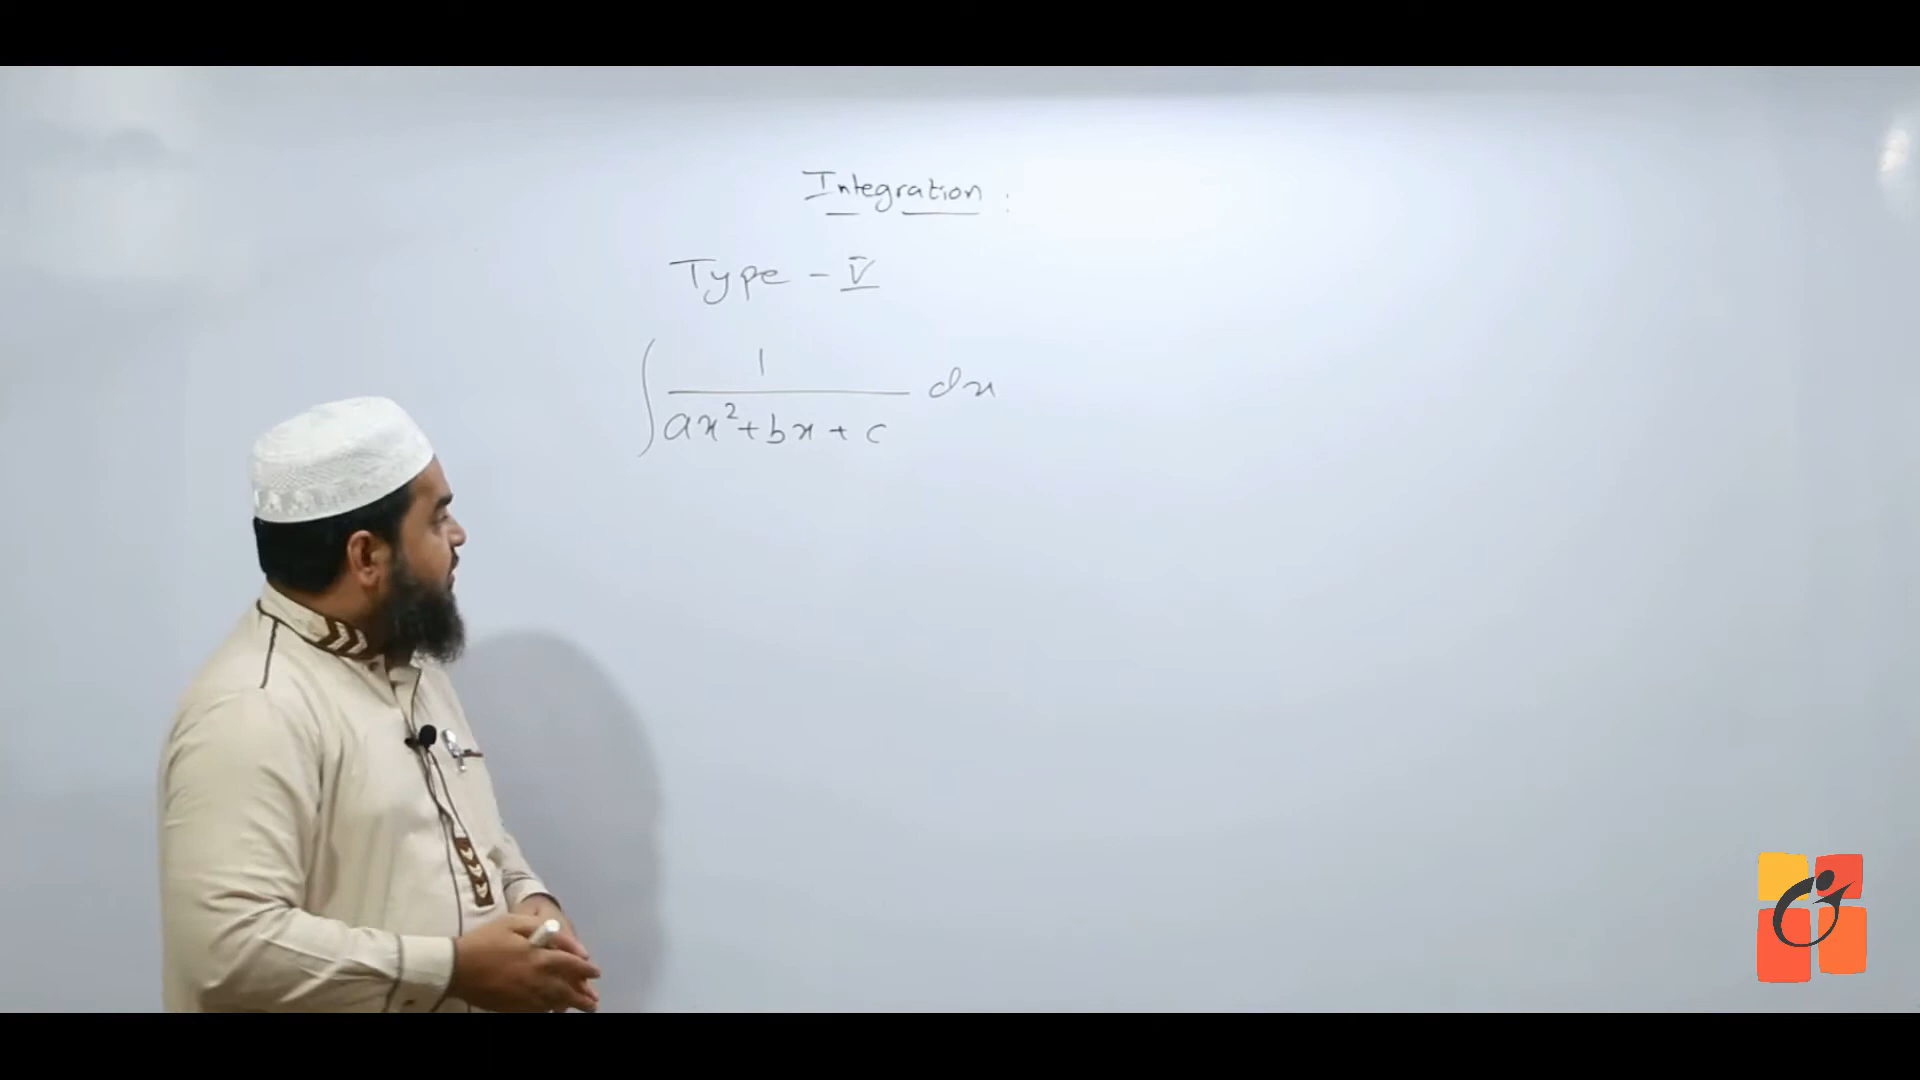 Integration :
Type - V
∫ 1/(ax²+bx+c) dx